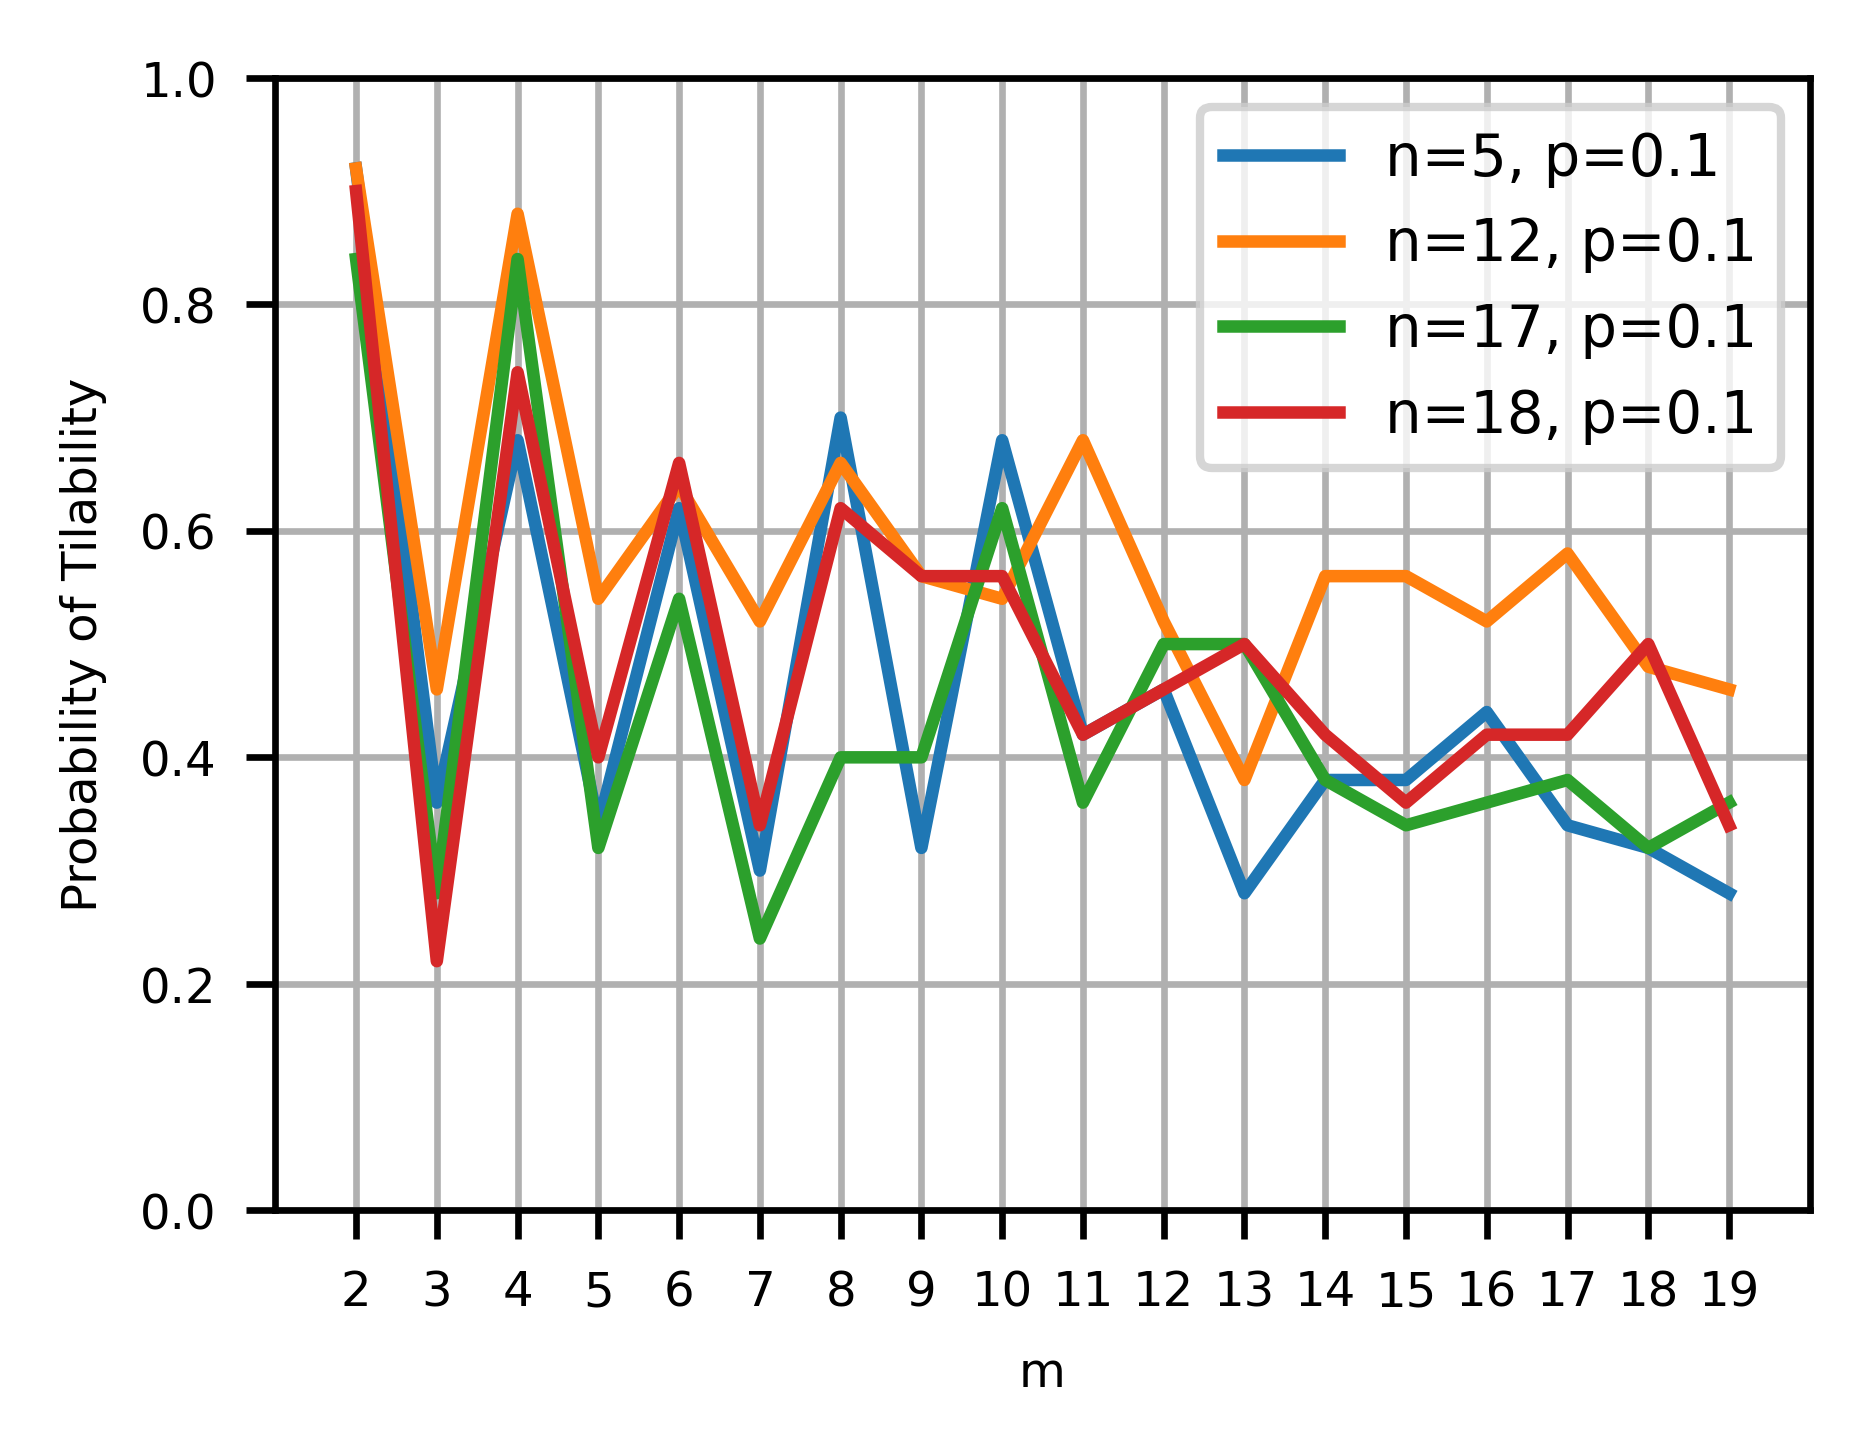 1.0
0.8
0.6
0.4
0.2
0.0
Probability of Tilability
n=5, p=0.1
n=12, p=0.1
n=17, p=0.1
n=18, p=0.1
2 3 4 5 6 7 8 9 10 11 12 13 14 15 16 17 18 19
m